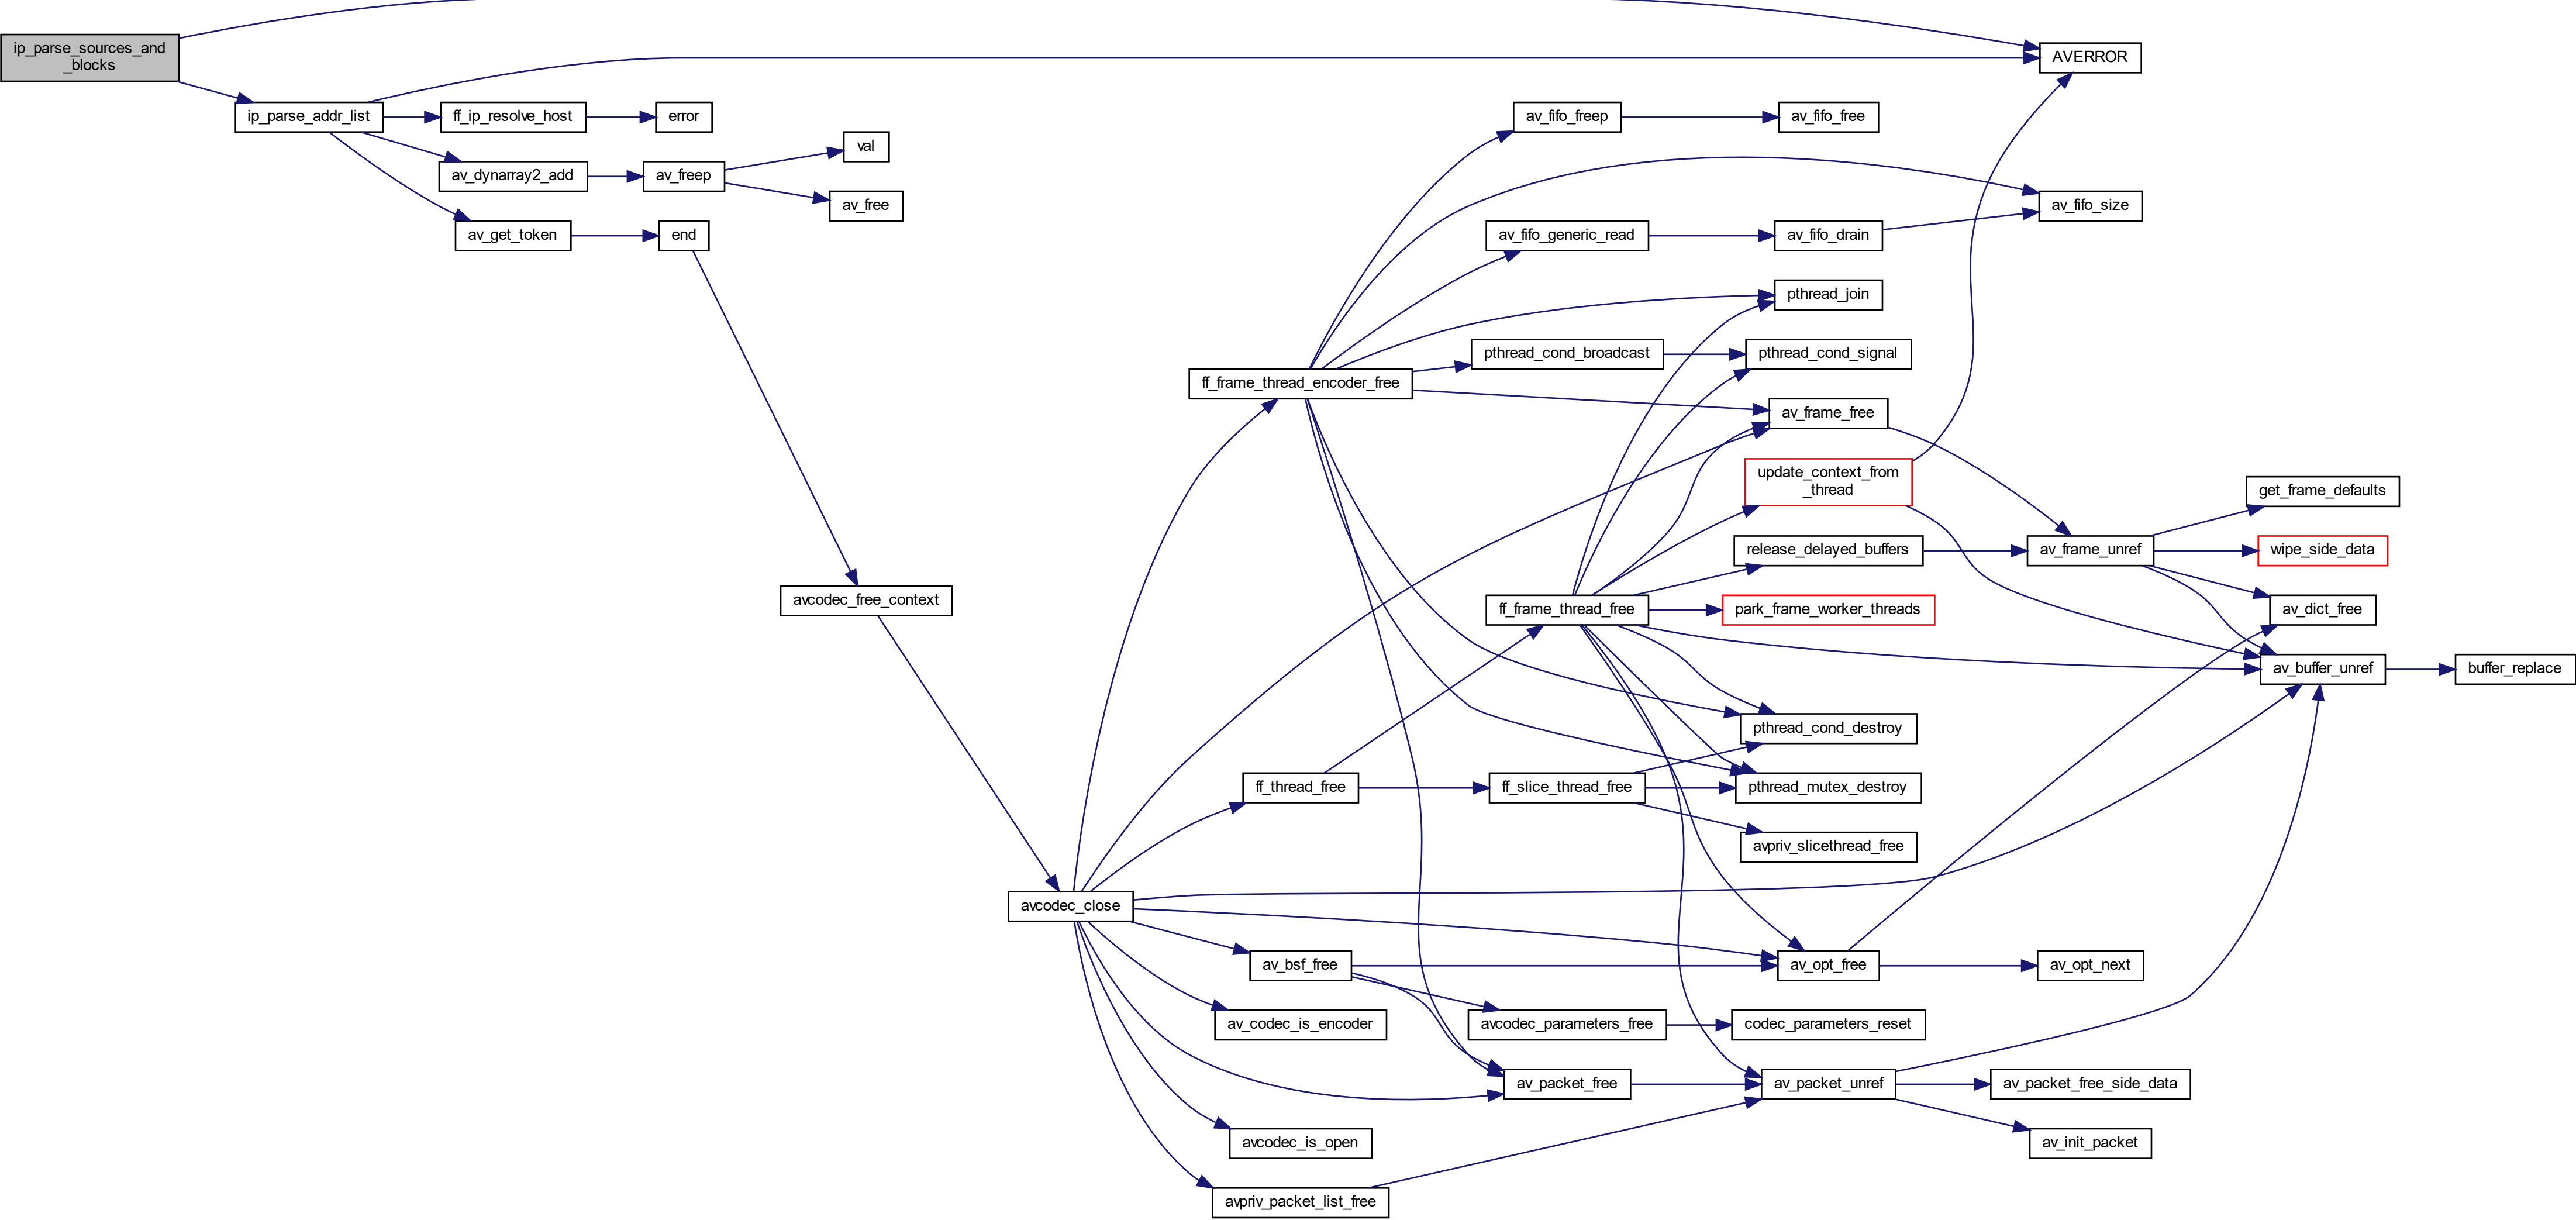 ip_parse_sources_and
_blocks
AVERROR
ip_parse_addr_list
ff_ip_resolve_host
error
av_dynarray2_add
av_freep
val
av_free
av_get_token
end
avcodec_free_context
avcodec_close
ff_frame_thread_encoder_free
av_fifo_freep
av_fifo_free
av_fifo_size
av_fifo_generic_read
av_fifo_drain
pthread_join
pthread_cond_broadcast
pthread_cond_signal
av_frame_free
update_context_from
_thread
get_frame_defaults
release_delayed_buffers
av_frame_unref
wipe_side_data
ff_frame_thread_free
park_frame_worker_threads
av_dict_free
av_buffer_unref
buffer_replace
pthread_cond_destroy
ff_thread_free
ff_slice_thread_free
pthread_mutex_destroy
avpriv_slicethread_free
av_bsf_free
av_opt_free
av_opt_next
av_codec_is_encoder
avcodec_parameters_free
codec_parameters_reset
av_packet_free
av_packet_unref
av_packet_free_side_data
avcodec_is_open
av_init_packet
avpriv_packet_list_free